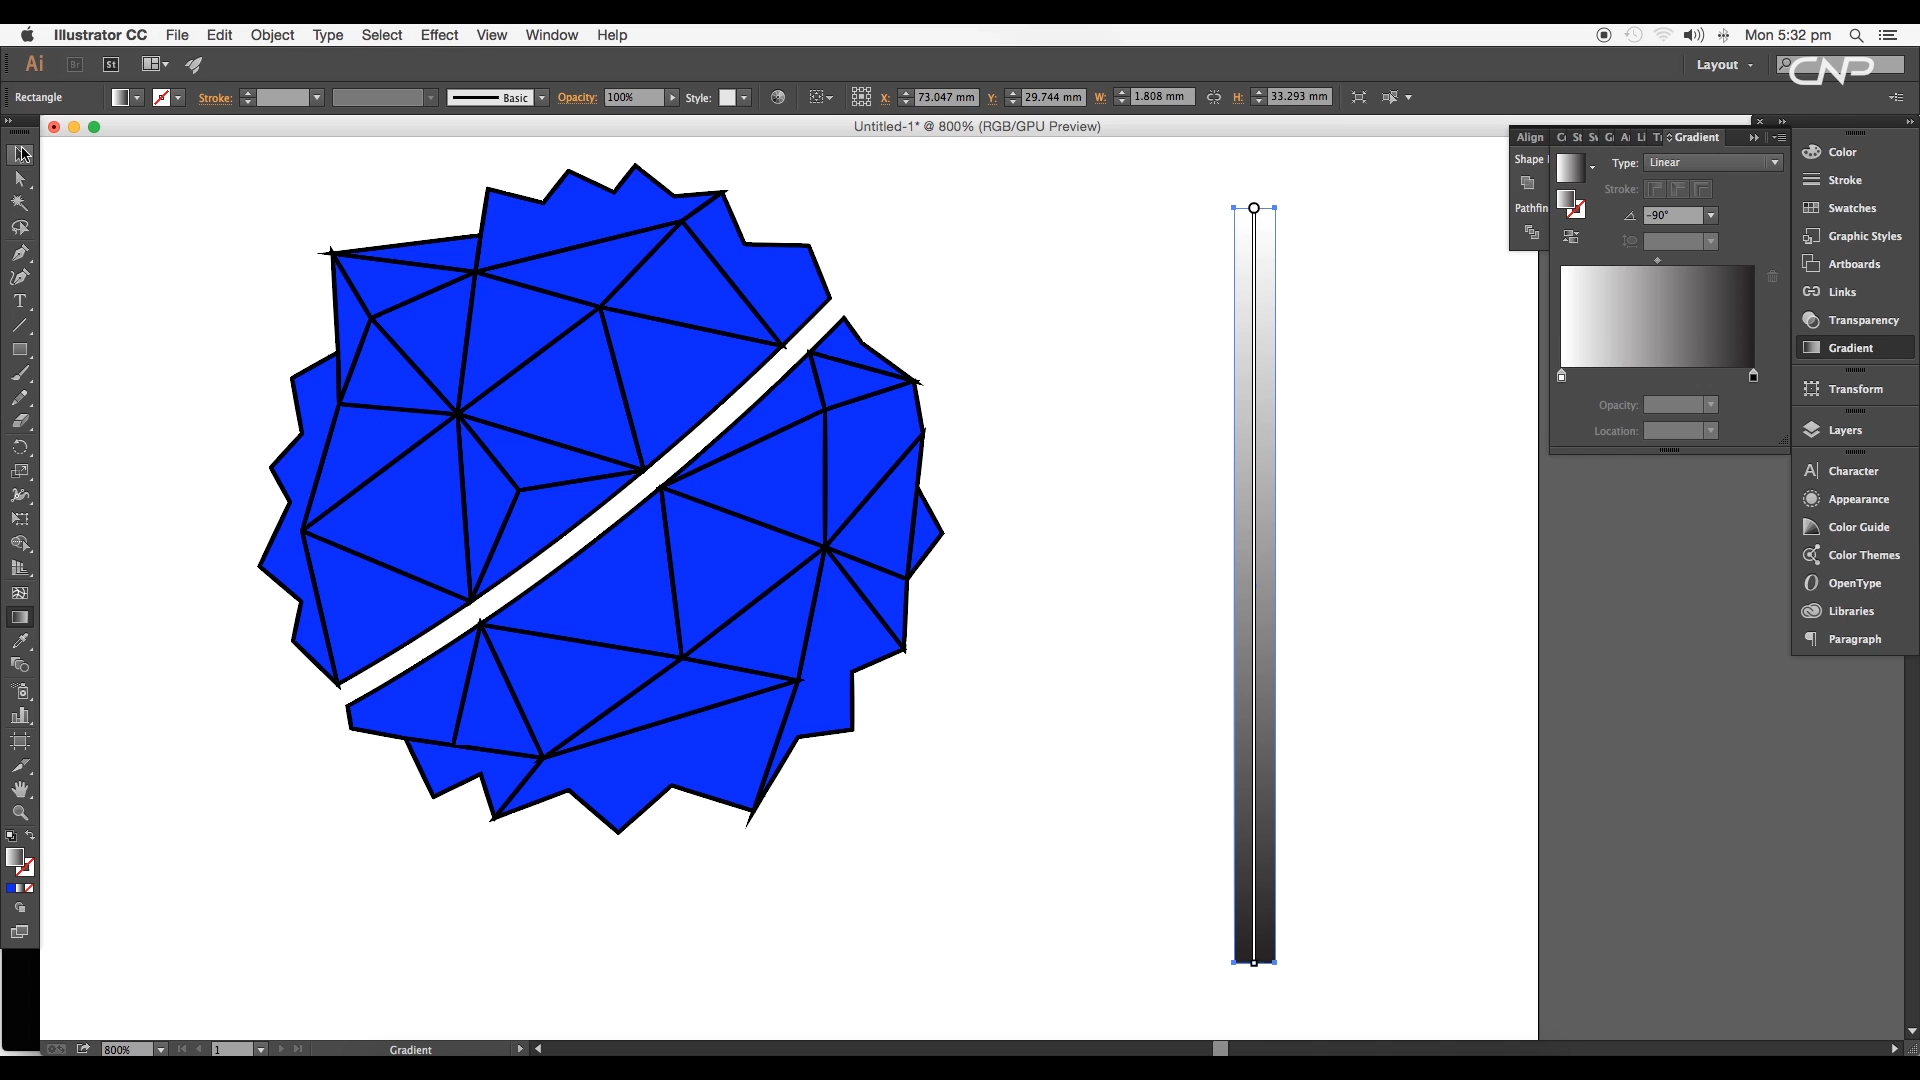 Illustrator CC File Edit Object Type Select Effect View Window Help
Mon 5:32 pm
Ai Br St
Layout
CNP
Rectangle
Stroke:
Basic
Opacity: 100%
Style:
X: 73.047 mm
Y: 29.744 mm
W: 1.808 mm
H: 33.293 mm
Untitled-1* @ 800% (RGB/GPU Preview)
Align
Gradient
Shape
Pathfin
Type: Linear
Stroke:
-90°
Opacity:
Location:
Color
Stroke
Swatches
Graphic Styles
Artboards
Links
Transparency
Gradient
Transform
Layers
Character
Appearance
Color Guide
Color Themes
OpenType
Libraries
Paragraph
800%
1
Gradient